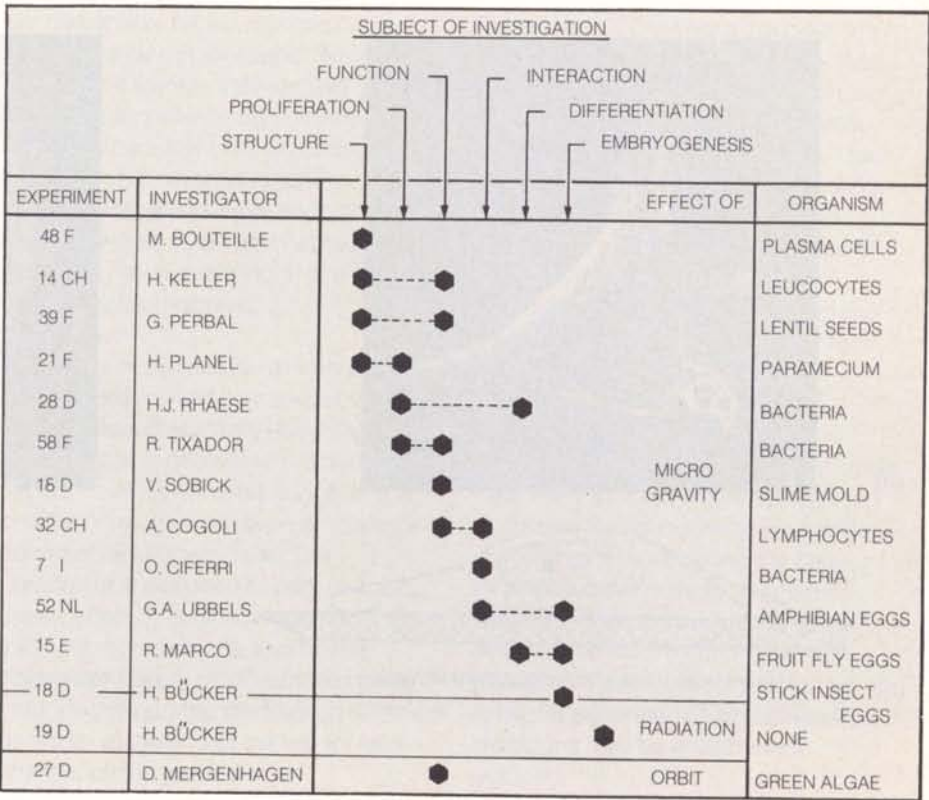 SUBJECT OF INVESTIGATION
FUNCTION INTERACTION
PROLIFERATION DIFFERENTIATION
STRUCTURE EMBRYOGENESIS
EXPERIMENT INVESTIGATOR EFFECT OF ORGANISM
48 F M. BOUTEILLE PLASMA CELLS
14 CH H. KELLER LEUCOCYTES
39 F G. PERBAL LENTIL SEEDS
21 F H. PLANEL PARAMECIUM
28 D H.J. RHAESE BACTERIA
58 F R. TIXADOR BACTERIA
MICRO
16 D V. SOBICK GRAVITY SLIME MOLD
32 CH A. COGOLI LYMPHOCYTES
7 I O. CIFERRI BACTERIA
52 NL G.A. UBBELS AMPHIBIAN EGGS
15 E R. MARCO FRUIT FLY EGGS
18 D H. BÜCKER STICK INSECT
EGGS
19 D H. BÜCKER RADIATION NONE
27 D D. MERGENHAGEN ORBIT GREEN ALGAE